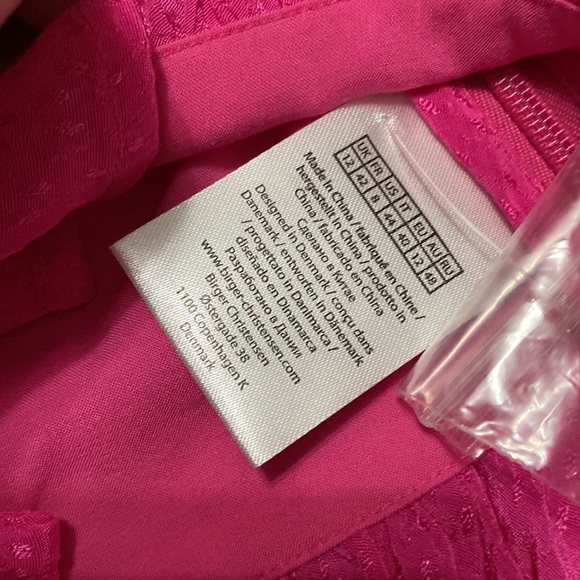 UK FR US IT EU AU RU
12 42 8 44 40 12 48
Made in China / fabriqué en Chine /
hergestellt in China / prodotto in
China / fabricado en China
Сделано в Китае
Designed in Denmark / conçu dans
Danemark / entworfen in Dänemark
/ progettato in Danimarca /
diseñado en Dinamarca
Разработано в Дании
www.birger-christensen.com
Birger Christensen
Østergade 38
1100 Copenhagen K
Denmark